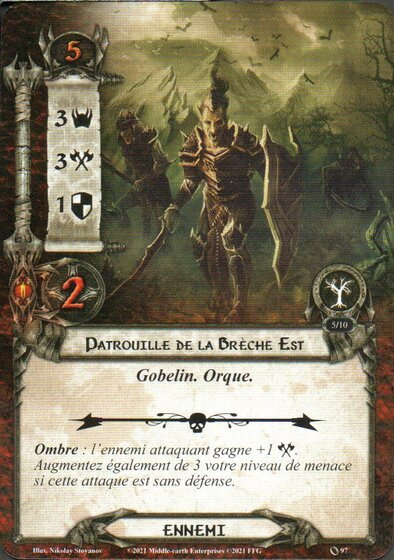 5
3
3
1
2
5/10
Patrouille de la Brèche Est
Gobelin. Orque.
Ombre : l'ennemi attaquant gagne +1 .
Augmentez également de 3 votre niveau de menace
si cette attaque est sans défense.
ENNEMI
Illus. Nikolay Stoyanov ©2021 Middle-earth Enterprises ©2021 FFG 97